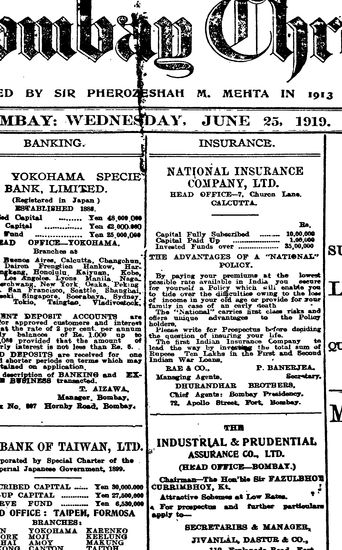 ombay Chr
ED BY SIR PHEROZESHAH M. MEHTA IN 1913
MBAY: WEDNESDAY, JUNE 25, 1919.
BANKING.
YOKOHAMA SPECIE
BANK, LIMITED.
(Registered in Japan)
ESTABLISHED 1880.
ed Capital Yen 48,000,000
Capital Yen 42,000,000
Fund Yen 25,000,000
EAD OFFICE—YOKOHAMA.
Branches at
Buenos Aires, Calcutta, Changchun,
Dairen Fengtien Hankow, Har-
Honolulu, Kaiyuan, Kobe,
Los Angeles. Lyons Manila, Naga-
Newchwang, New York, Osaka, Peking
San Francisco, Seattle, Shanghai,
Singapore, Soerabaya, Sydney,
Tokio, Tsingtao, Vladivostock.
ENT DEPOSIT ACCOUNTS are
for approved customers and interest
at the rate of 2 per cent. per annum
balances of Rs. 1,000 to
provided that the amount of
interest is not less than Rs. 5.
D DEPOSITS are received for one
shorter periods on terms which may
on application.
description of BANKING and EX-
BUSINESS transacted.
T. AIZAWA,
Manager, Bombay,
x No. 607 Hornby Road, Bombay.
BANK OF TAIWAN, LTD.
orporated by Special Charter of the
perial Japanese Government, 1899.
CRIBED CAPITAL Yen 30,000,000
UP CAPITAL Yen 27,500,000
VE FUND Yen 6,530,000
D OFFICE: TAIPEH, FORMOSA
BRANCHES:
YOKOHAMA KARENKO
MOJI KEELUNG
AMOY MAKUNG
CANTON TAITOH
INSURANCE.
NATIONAL INSURANCE
COMPANY, LTD.
HEAD OFFICE—7, Church Lane,
CALCUTTA.
Rs.
Capital Fully Subscribed 10,00,000
Capital Paid Up 1,00,000
Invested Funds over 35,00,000
THE ADVANTAGES OF A "NATIONAL"
POLICY.
By paying your premiums at the lowest
possible rate available in India you secure
for yourself a Policy which will enable you
to tide over the difficulties owing to the loss
of income in your old age or provide for your
family in case of an early death.
The "National" carries first class risks and
offers unique advantages to the Policy
holders.
Please write for Prospectus before deciding
the question of insuring your life.
The first Indian Insurance Company to
lead the way by investing the total sum of
Rupees Ten Lakhs in the First and Second
Indian War Loans.
RAE & CO., P. BANERJEA.
Managing Agents, Secretary.
DHURANDHAR BROTHERS,
Chief Agents: Bombay Presidency,
72, Apollo Street, Fort, Bombay.
THE
INDUSTRIAL & PRUDENTIAL
ASSURANCE CO., LTD.
(HEAD OFFICE—BOMBAY.)
Chairman—The Hon'ble Sir FAZULBHOY
CURRIMBHOY, Kt.
Attractive Schemes at Low Rates.
For prospectus and further particulars
apply to—
SECRETARIES & MANAGER,
JIVANLAL, DASTUR & CO.,